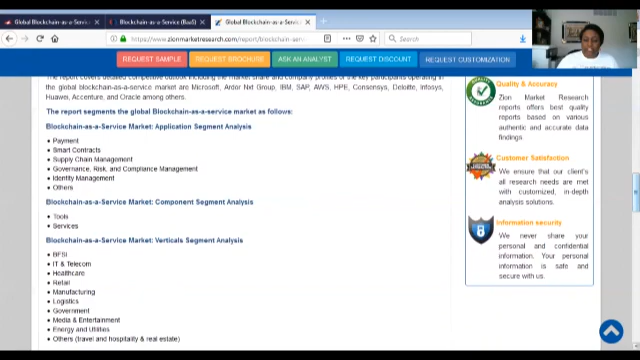 Global Blockchain-as-a-Servic
Blockchain-as-a-Service (BaaS)
Global Blockchain-as-a-Servic
https://www.zionmarketresearch.com/report/blockchain-as
Search
REQUEST SAMPLE
REQUEST BROCHURE
ASK AN ANALYST
REQUEST DISCOUNT
REQUEST CUSTOMIZATION
The report covers detailed competitive outlook including the market share and company profiles of the key participants operating in
the global blockchain-as-a-service market are Microsoft, Ardor Nxt Group, IBM, SAP, AWS, HPE, Consensys, Deloitte, Infosys,
Huawei, Accenture, and Oracle among others.
The report segments the global Blockchain-as-a-service market as follows:
Blockchain-as-a-Service Market: Application Segment Analysis
Payment
Smart Contracts
Supply Chain Management
Governance, Risk, and Compliance Management
Identity Management
Others
Blockchain-as-a-Service Market: Component Segment Analysis
Tools
Services
Blockchain-as-a-Service Market: Verticals Segment Analysis
BFSI
IT & Telecom
Healthcare
Retail
Manufacturing
Logistics
Government
Media & Entertainment
Energy and Utilities
Others (travel and hospitality & real estate)
Quality & Accuracy
Zion Market Research
reports offers best quality
reports based on various
authentic and accurate data
findings.
Customer Satisfaction
We ensure that our client's
all research needs are met
with customized, in-depth
analysis solutions.
Information security
We never share your
personal and confidential
information. Your personal
information is safe and
secure with us.